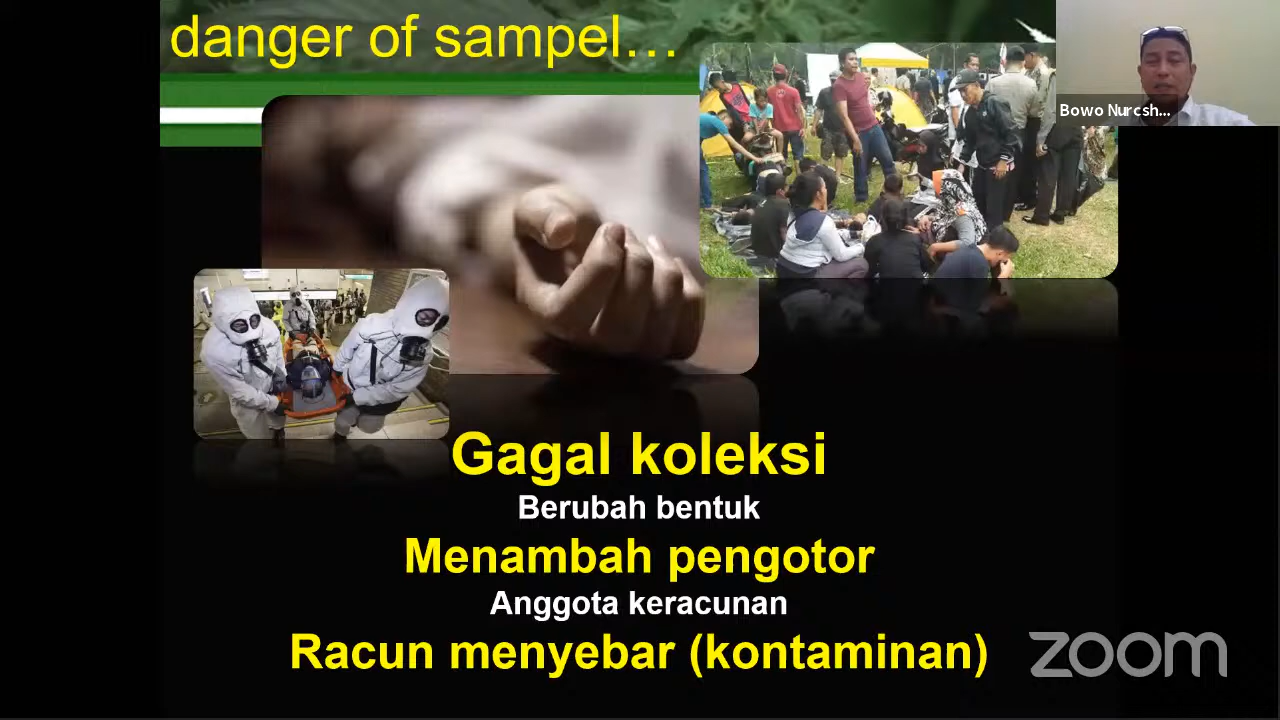 danger of sampel...
Bowo Nurcsh...
Gagal koleksi
Berubah bentuk
Menambah pengotor
Anggota keracunan
Racun menyebar (kontaminan)
zoom